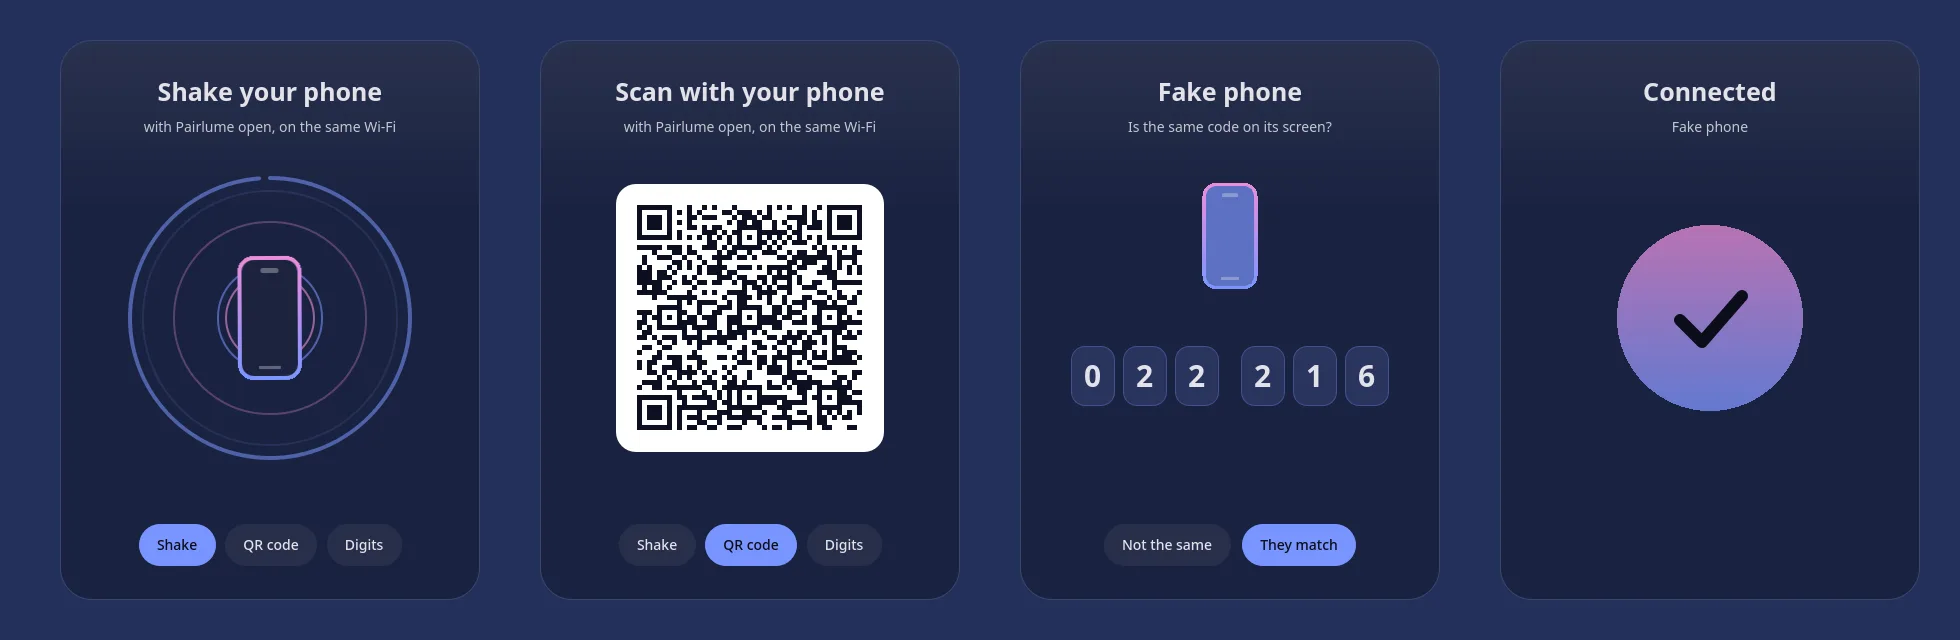 Shake your phone
with Pairlume open, on the same Wi-Fi
Shake
QR code
Digits
Scan with your phone
with Pairlume open, on the same Wi-Fi
Shake
QR code
Digits
Fake phone
Is the same code on its screen?
0 2 2 2 1 6
Not the same
They match
Connected
Fake phone